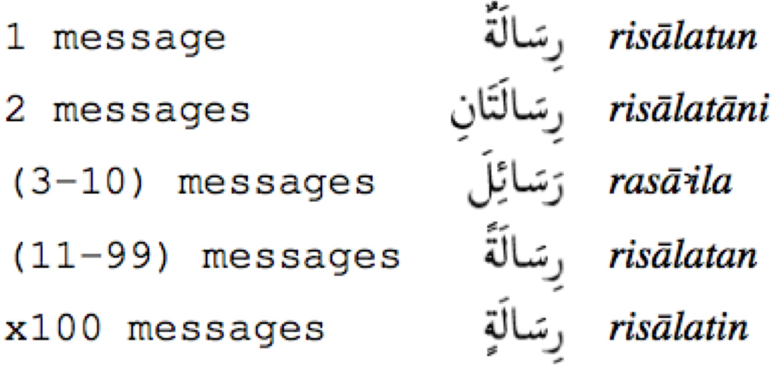 1 message رِسَالَةٌ risālatun
2 messages رِسَالَتَانِ risālatāni
(3–10) messages رَسَائِلَ rasāʾila
(11–99) messages رِسَالَةً risālatan
x100 messages رِسَالَةٍ risālatin